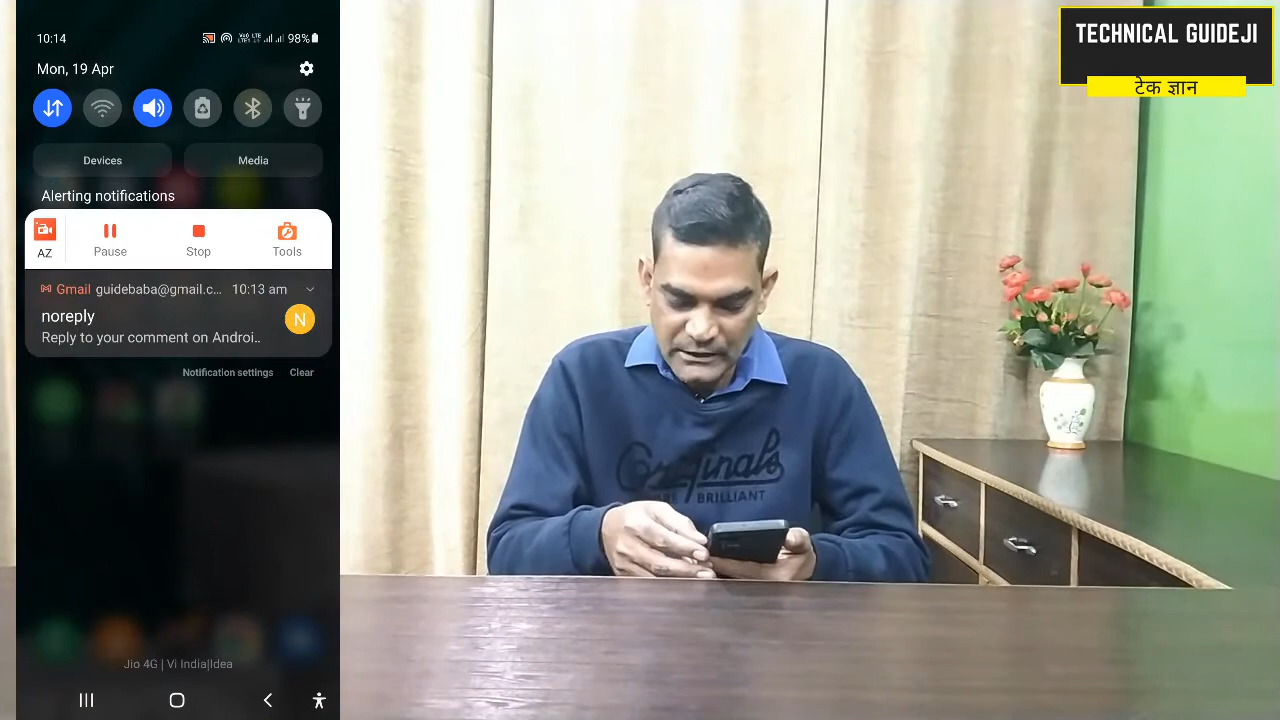 10:14
98%
Mon, 19 Apr
Devices
Media
Alerting notifications
AZ
Pause
Stop
Tools
Gmail guidebaba@gmail.c... 10:13 am
noreply
N
Reply to your comment on Androi..
Notification settings
Clear
Jio 4G | Vi India|Idea
TECHNICAL GUIDEJI
टेक ज्ञान
Originals
BRILLIANT